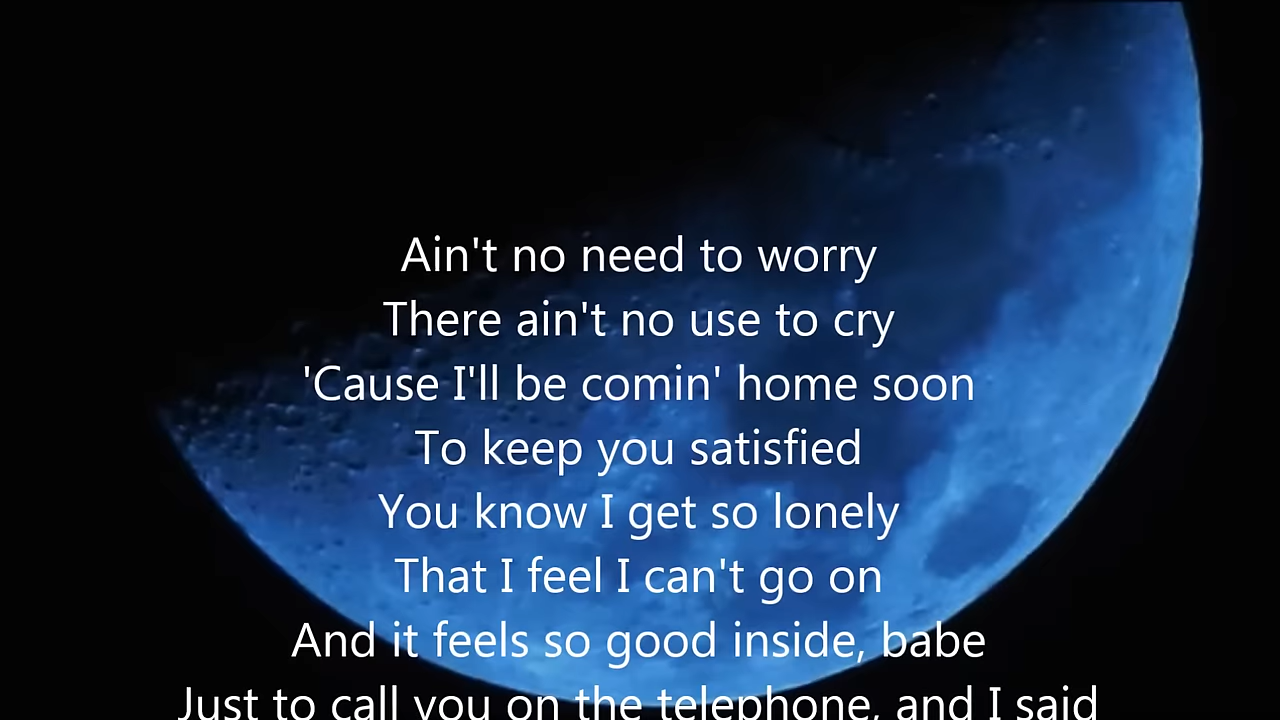 Ain't no need to worry
There ain't no use to cry
'Cause I'll be comin' home soon
To keep you satisfied
You know I get so lonely
That I feel I can't go on
And it feels so good inside, babe
Just to call you on the telephone, and I said